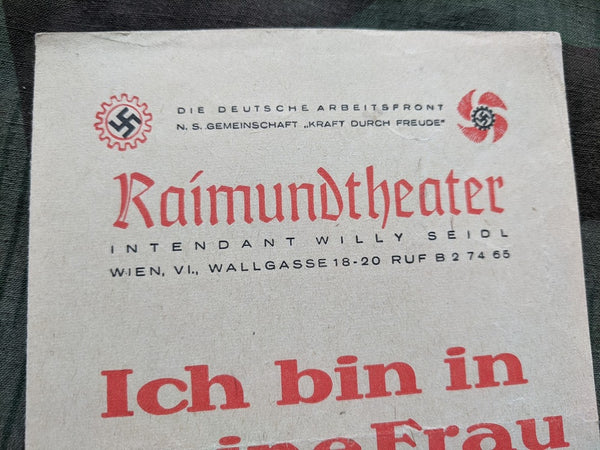 DIE DEUTSCHE ARBEITSFRONT
N. S. GEMEINSCHAFT „KRAFT DURCH FREUDE"
Raimundtheater
INTENDANT WILLY SEIDL
WIEN, VI., WALLGASSE 18-20 RUF B 2 74 65
Ich bin in
Frau